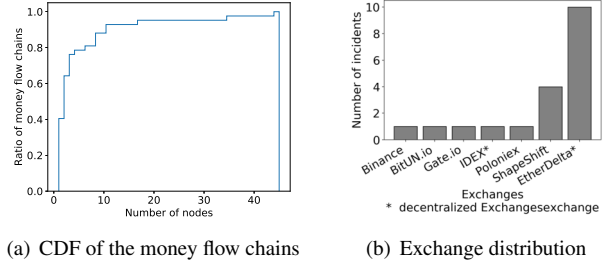 1.0
0.8
0.6
0.4
0.2
0.0
Ratio of money flow chains
0 10 20 30 40
Number of nodes
(a) CDF of the money flow chains
10
8
6
4
2
0
Number of incidents
Binance
BitUN.io
Gate.io
IDEX*
Poloniex
ShapeShift
EtherDelta*
Exchanges
* decentralized Exchangesexchange
(b) Exchange distribution